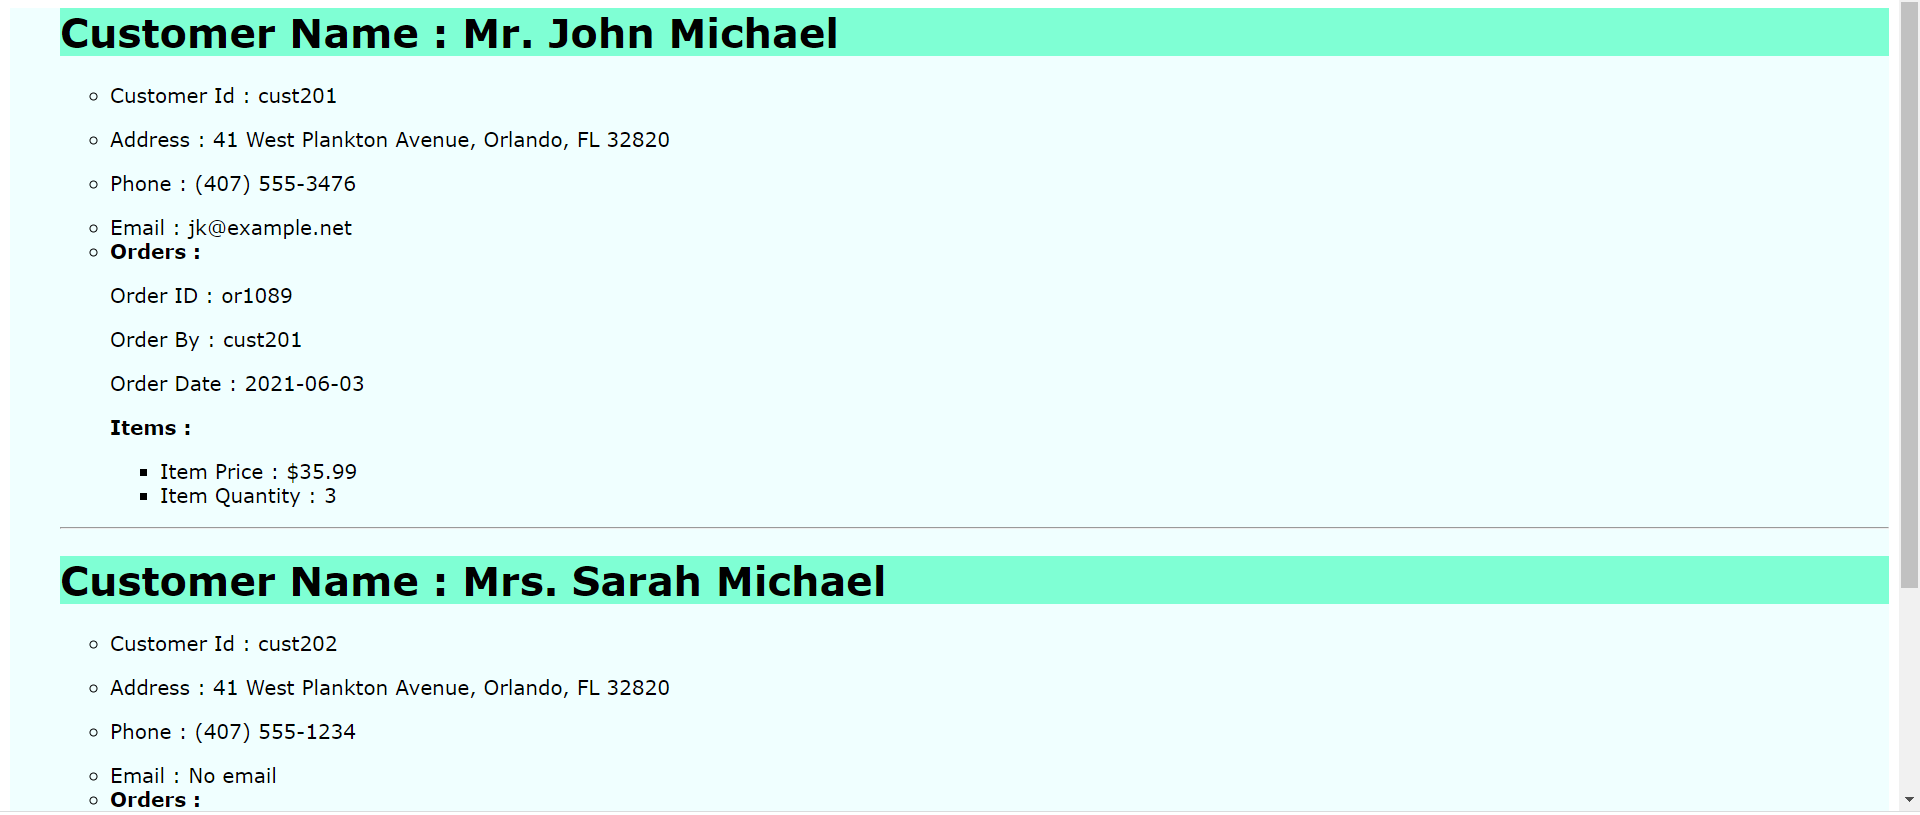 Customer Name : Mr. John Michael
Customer Id : cust201
Address : 41 West Plankton Avenue, Orlando, FL 32820
Phone : (407) 555-3476
Email : jk@example.net
Orders :
Order ID : or1089
Order By : cust201
Order Date : 2021-06-03
Items :
Item Price : $35.99
Item Quantity : 3
Customer Name : Mrs. Sarah Michael
Customer Id : cust202
Address : 41 West Plankton Avenue, Orlando, FL 32820
Phone : (407) 555-1234
Email : No email
Orders :